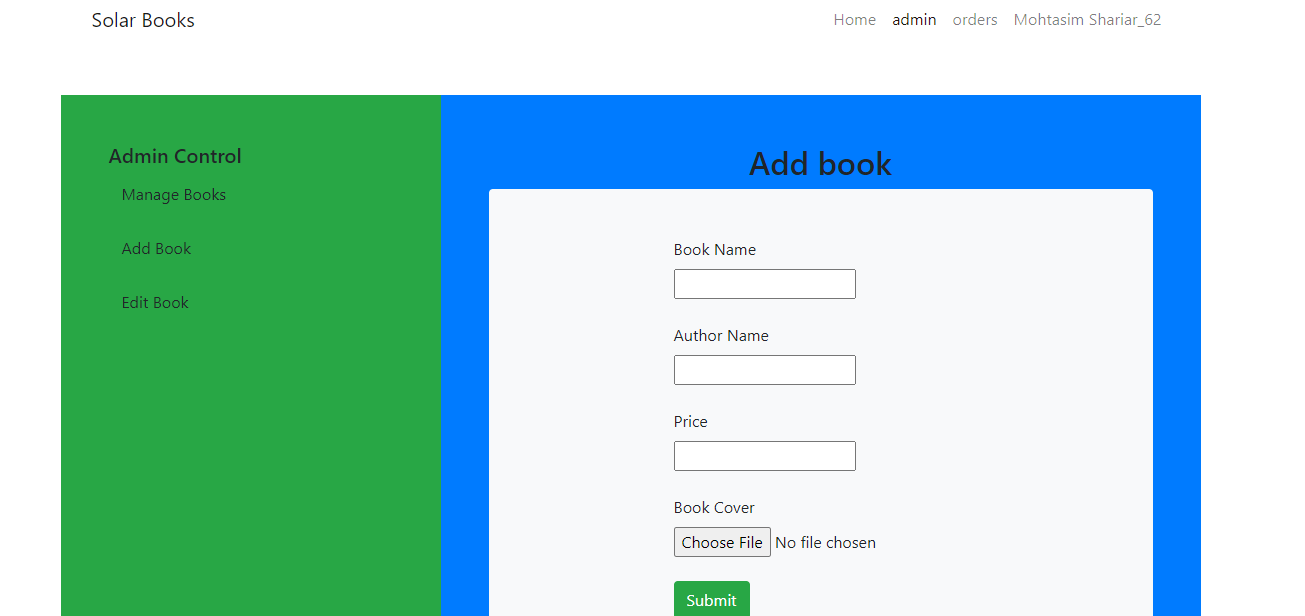 Solar Books
Home admin orders Mohtasim Shariar_62
Admin Control
Manage Books
Add Book
Edit Book
Add book
Book Name
Author Name
Price
Book Cover
Choose File No file chosen
Submit